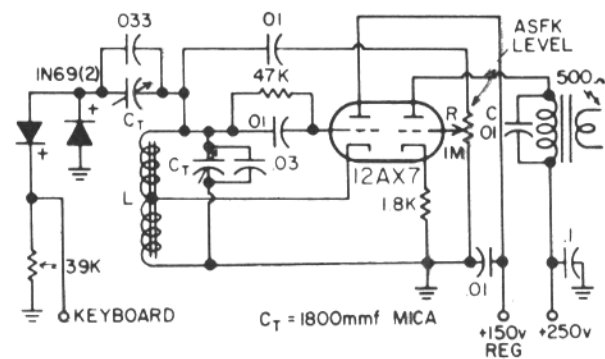 .033
.01
ASFK
LEVEL
IN69(2)
47K
500~
CT
.01
R
C
.01
CT
.03
1M
12AX7
L
1.8K
39K
.1
.01
KEYBOARD
CT = 1800mmf MICA
+150v
REG
+250v